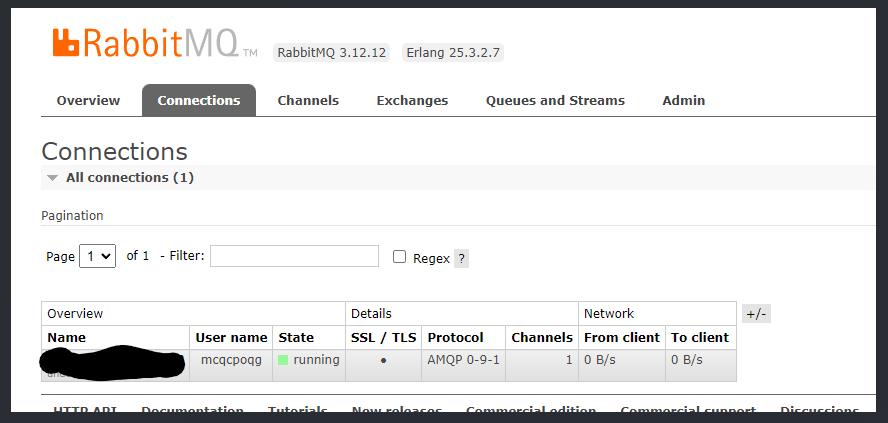 RabbitMQ TM RabbitMQ 3.12.12 Erlang 25.3.2.7
Overview Connections Channels Exchanges Queues and Streams Admin
Connections
All connections (1)
Pagination
Page 1 of 1 - Filter: Regex ?
Overview Details Network +/-
Name User name State SSL / TLS Protocol Channels From client To client
mcqcpoqg running ● AMQP 0-9-1 1 0 B/s 0 B/s
HTTP API Documentation Tutorials New releases Commercial edition Commercial support Discussions